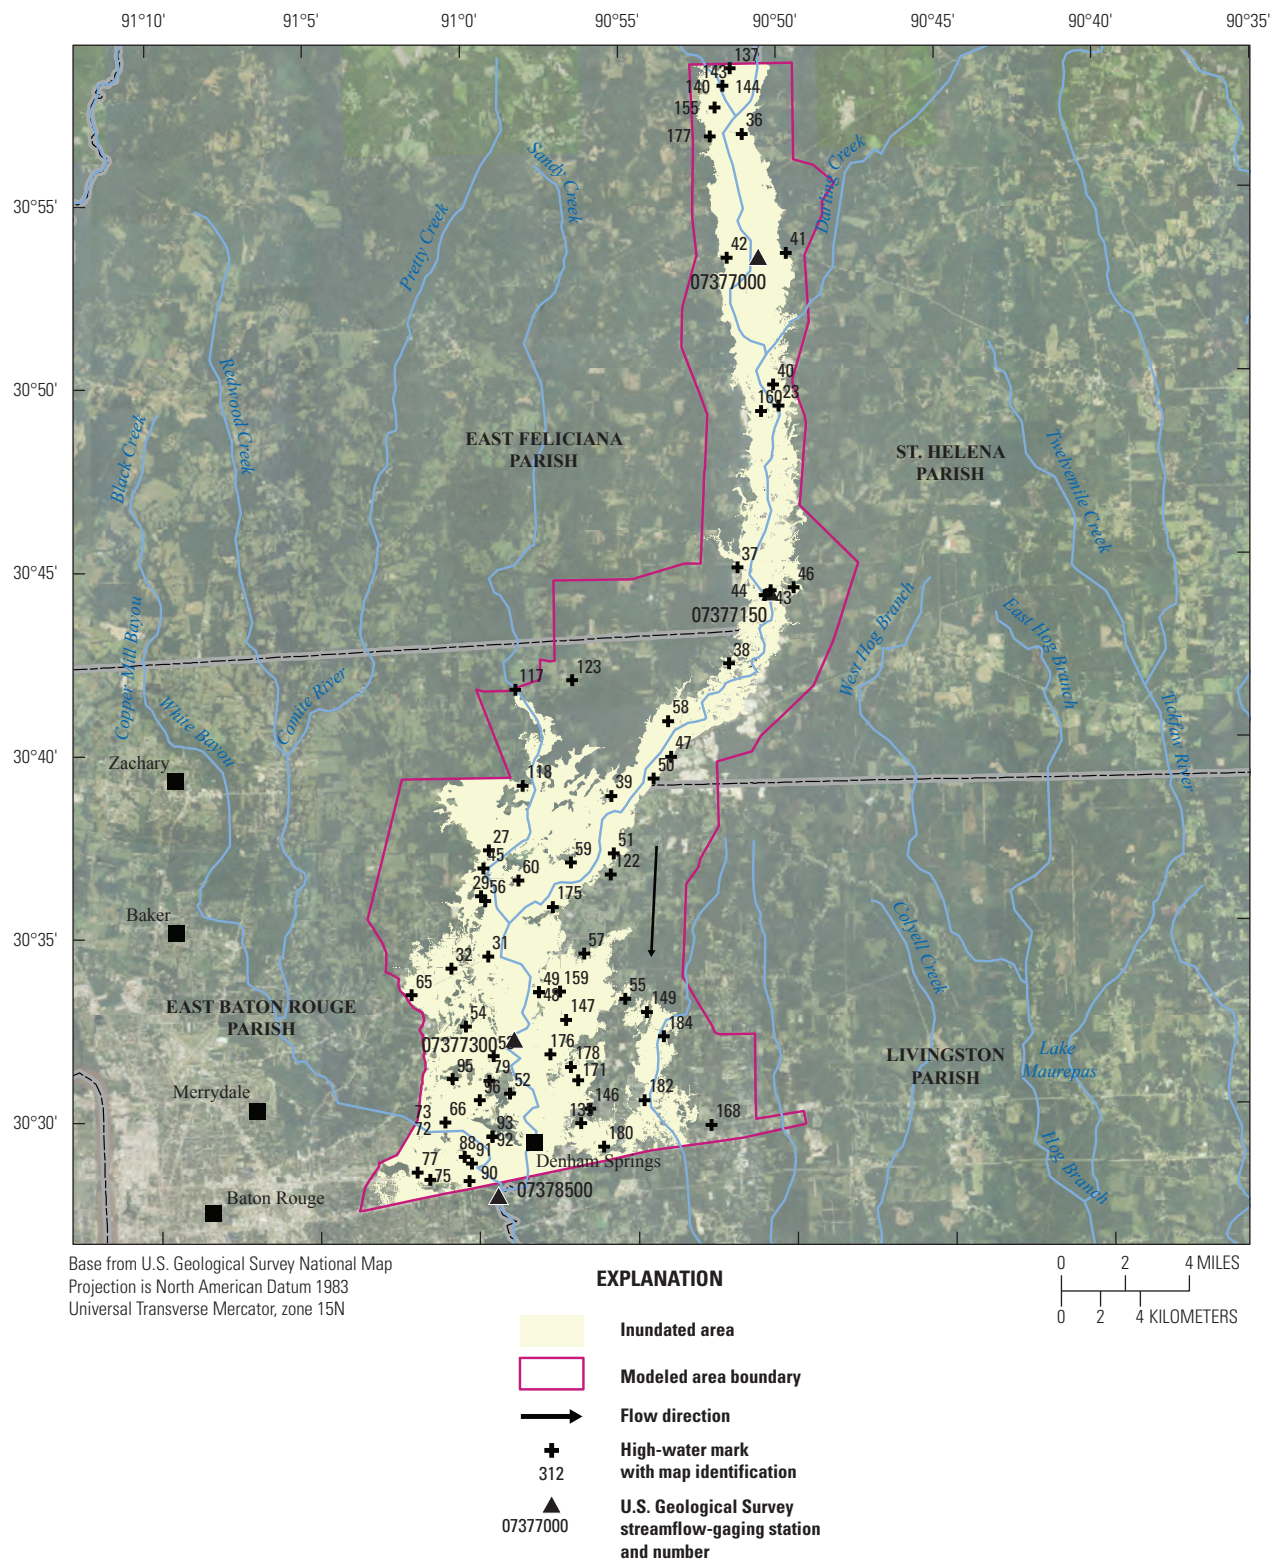 91°10' 91°5' 91°0' 90°55' 90°50' 90°45' 90°40' 90°35'
137
143
140 144
155
36
177
Sandy Creek
Darling Creek
30°55'
Pretty Creek
42
41
07377000
Redwood Creek
30°50'
40
160 23
Black Creek
EAST FELICIANA
PARISH
ST. HELENA
PARISH
Twelvemile Creek
30°45'
37
46
44
43
07377150
West Hog Branch
East Hog Branch
Copper Mill Bayou
38
123
117
White Bayou
Comite River
58
Tickfaw River
47
30°40'
Zachary
50
118
39
27
51
45
59
122
60
29 56
175
Baker
Colyell Creek
30°35'
31
57
32
65
49 159
55
48
149
EAST BATON ROUGE
PARISH
54
147
184
07377300
53
176
178
LIVINGSTON
PARISH
Lake
Maurepas
95
79
171
Merrydale
96
52
182
146
73
66
168
30°30'
72
93
92
180
Hog Branch
88 91
Denham Springs
77
75
90
07378500
Baton Rouge
Base from U.S. Geological Survey National Map
Projection is North American Datum 1983
Universal Transverse Mercator, zone 15N
0 2 4 MILES
0 2 4 KILOMETERS
EXPLANATION
Inundated area
Modeled area boundary
Flow direction
High-water mark
with map identification
312
U.S. Geological Survey
streamflow-gaging station
and number
07377000